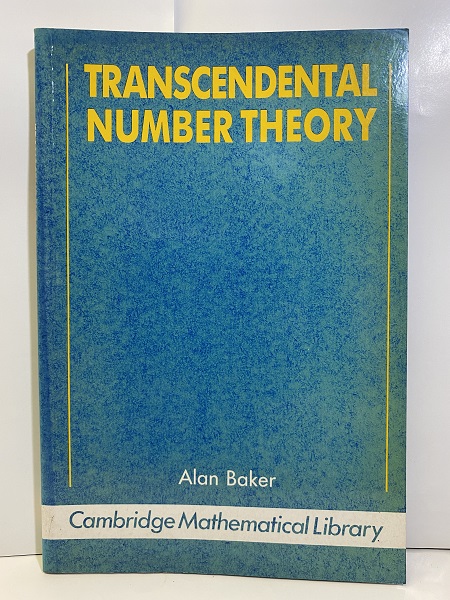 TRANSCENDENTAL
NUMBER THEORY
Alan Baker
Cambridge Mathematical Library